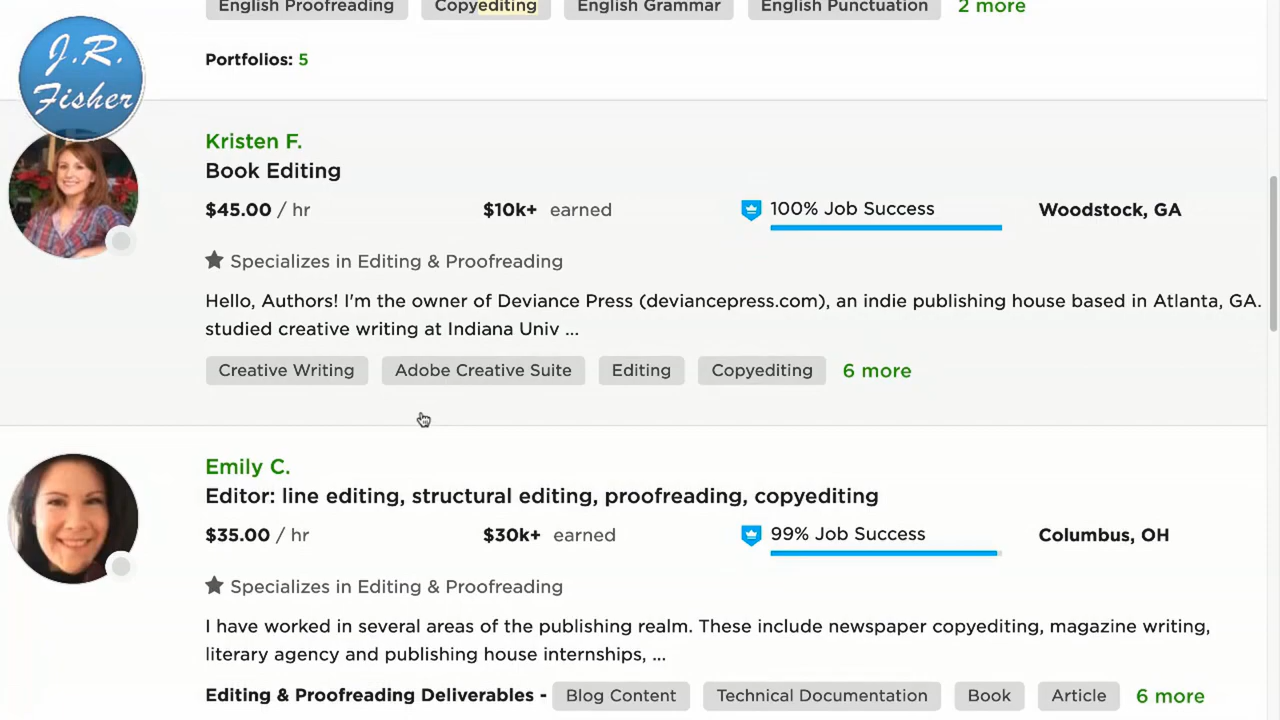 English Proofreading Copyediting English Grammar English Punctuation 2 more
Portfolios: 5
J.R.
Fisher
Kristen F.
Book Editing
$45.00 / hr $10k+ earned 100% Job Success Woodstock, GA
Specializes in Editing & Proofreading
Hello, Authors! I'm the owner of Deviance Press (deviancepress.com), an indie publishing house based in Atlanta, GA.
studied creative writing at Indiana Univ ...
Creative Writing Adobe Creative Suite Editing Copyediting 6 more
Emily C.
Editor: line editing, structural editing, proofreading, copyediting
$35.00 / hr $30k+ earned 99% Job Success Columbus, OH
Specializes in Editing & Proofreading
I have worked in several areas of the publishing realm. These include newspaper copyediting, magazine writing,
literary agency and publishing house internships, ...
Editing & Proofreading Deliverables - Blog Content Technical Documentation Book Article 6 more